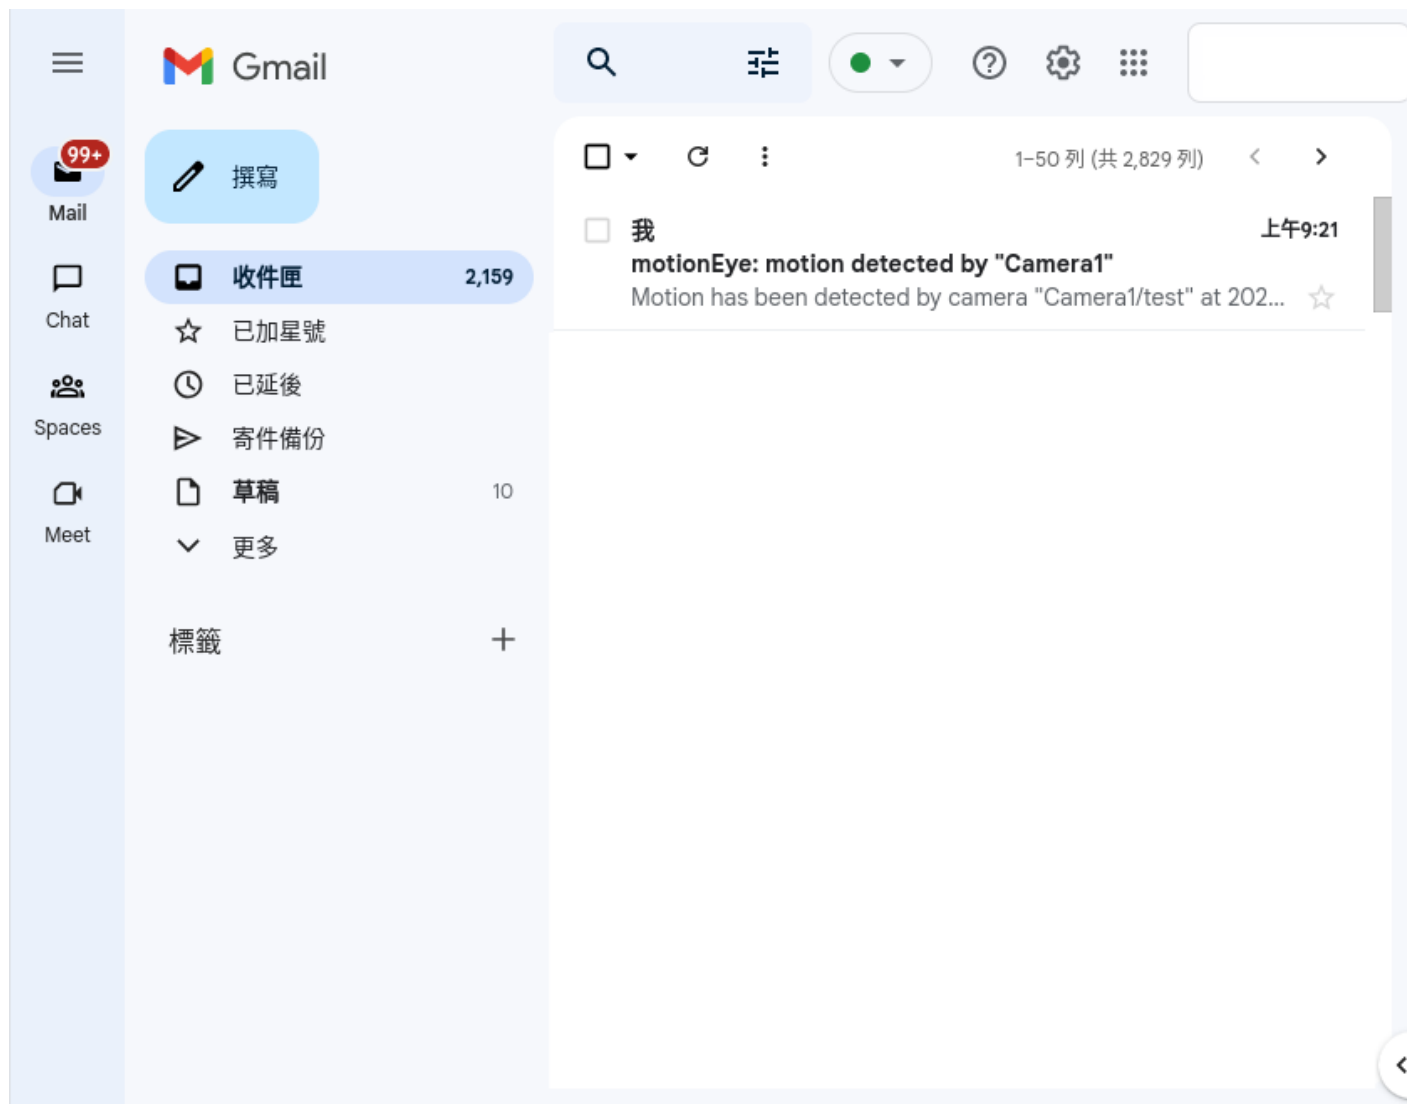 Gmail
99+
Mail
Chat
Spaces
Meet
撰寫
收件匣 2,159
已加星號
已延後
寄件備份
草稿 10
更多
標籤
1–50 列 (共 2,829 列)
我 上午9:21
motionEye: motion detected by "Camera1"
Motion has been detected by camera "Camera1/test" at 202...